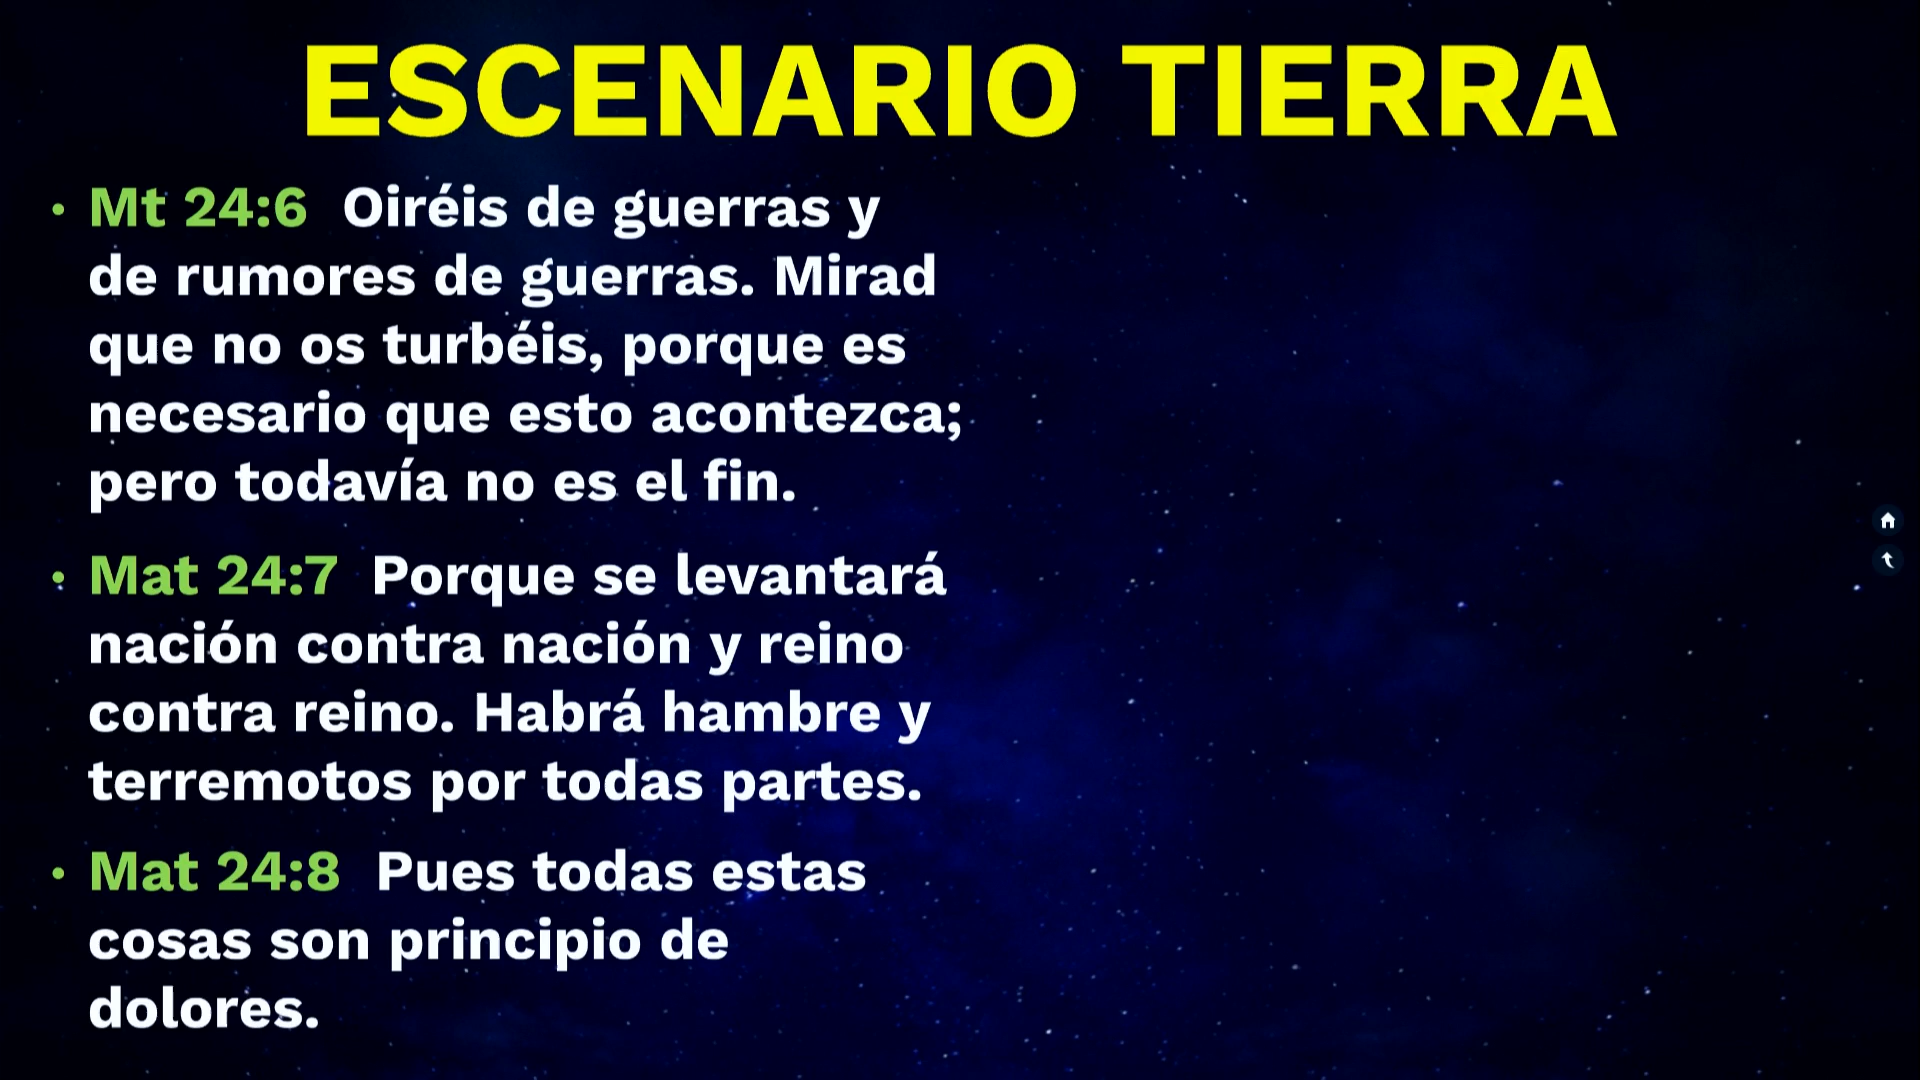 ESCENARIO TIERRA
• Mt 24:6 Oiréis de guerras y
de rumores de guerras. Mirad
que no os turbéis, porque es
necesario que esto acontezca;
pero todavía no es el fin.
• Mat 24:7 Porque se levantará
nación contra nación y reino
contra reino. Habrá hambre y
terremotos por todas partes.
• Mat 24:8 Pues todas estas
cosas son principio de
dolores.